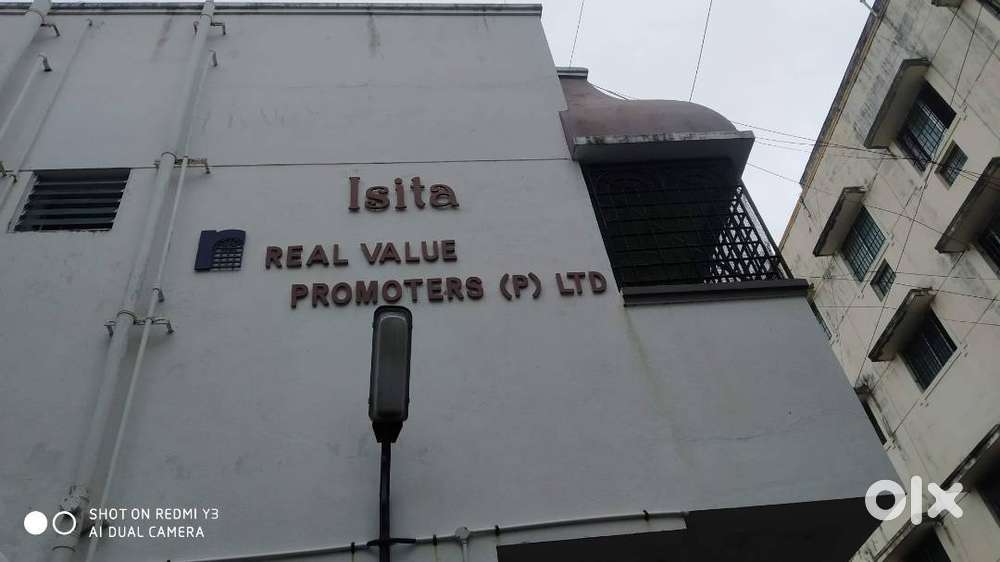 Isita
REAL VALUE
PROMOTERS (P) LTD
SHOT ON REDMI Y3
AI DUAL CAMERA
olx